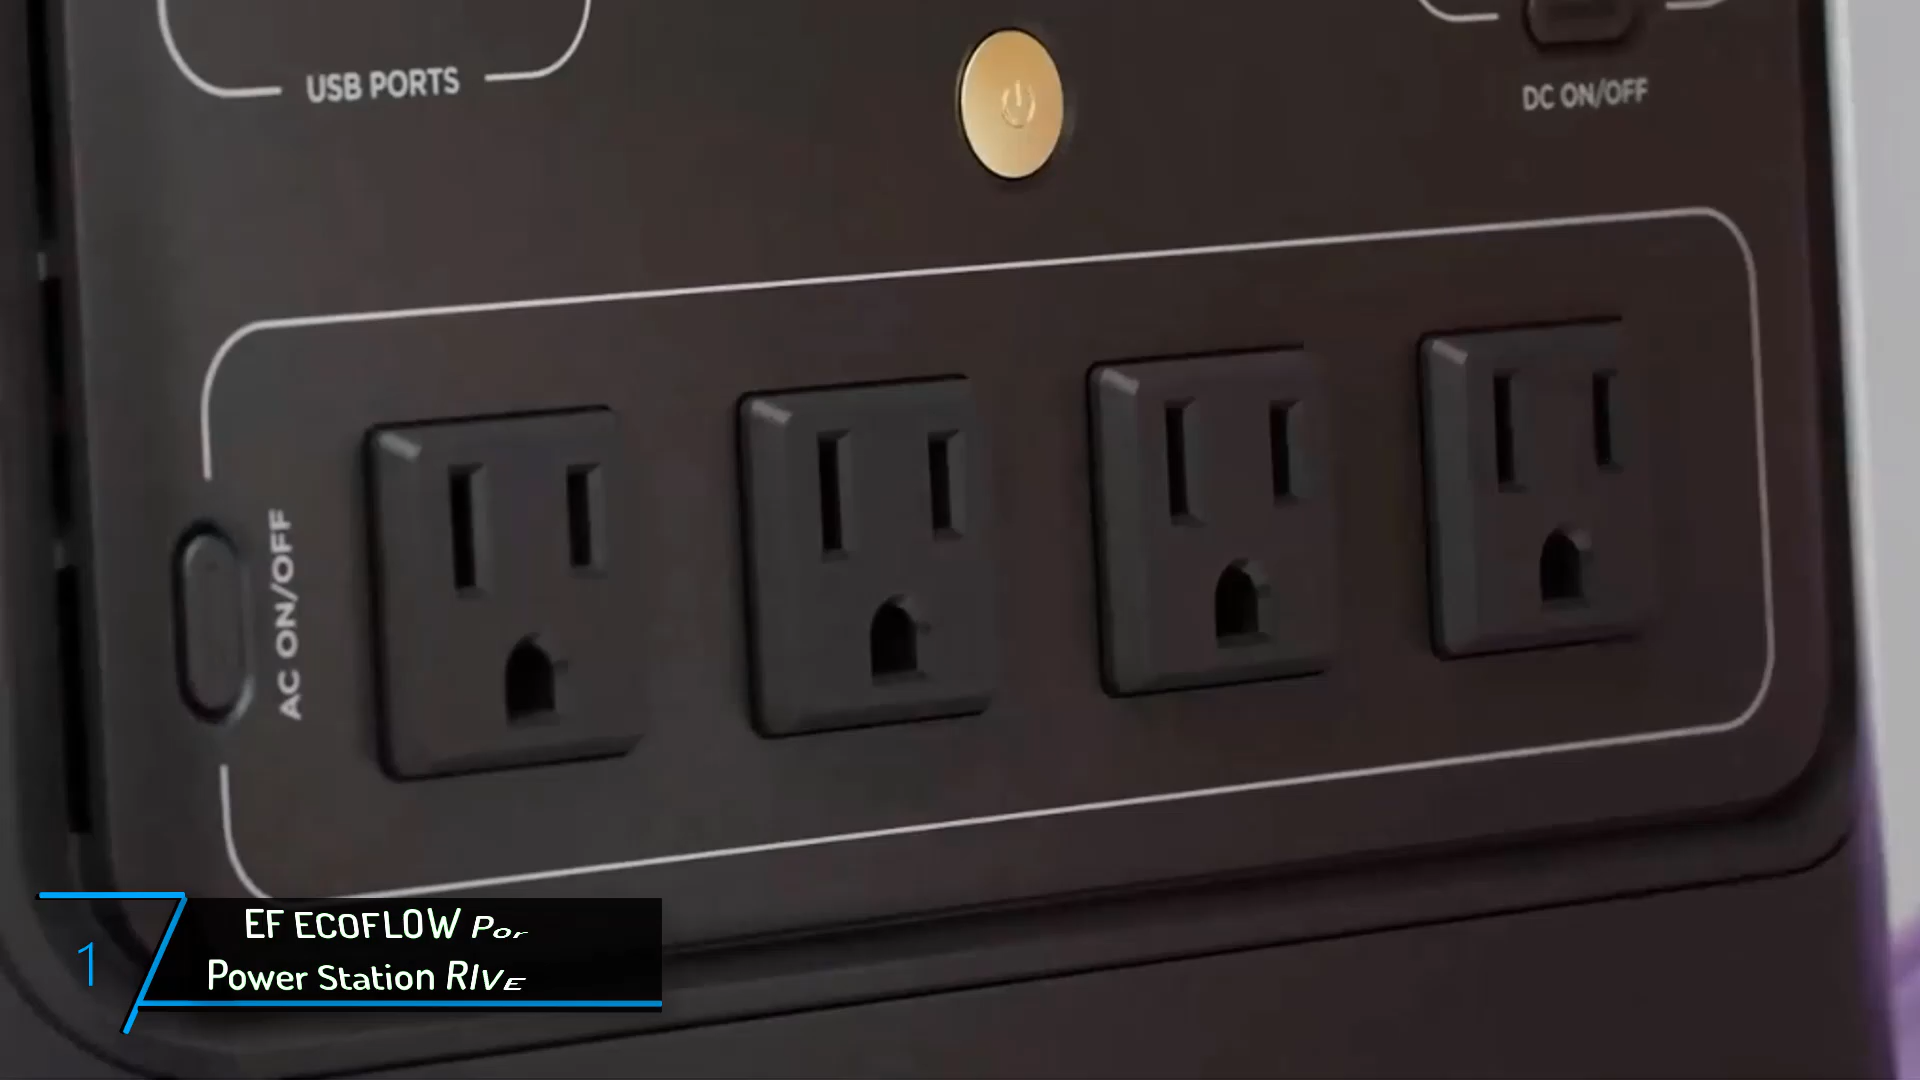 USB PORTS
DC ON/OFF
AC ON/OFF
1
EF ECOFLOW Por
Power Station RIVE